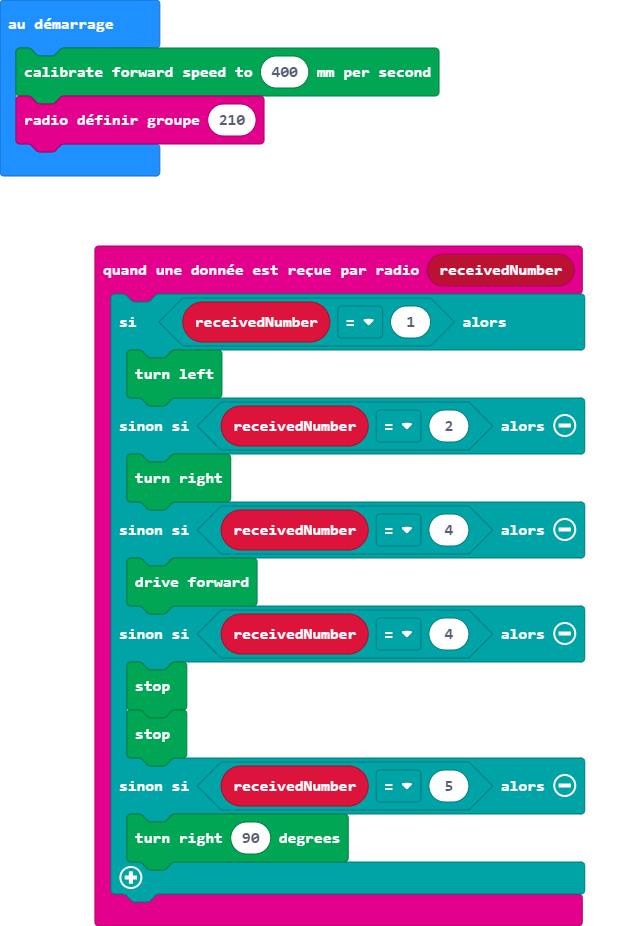 au démarrage
calibrate forward speed to 400 mm per second
radio définir groupe 210
quand une donnée est reçue par radio receivedNumber
si receivedNumber = 1 alors
turn left
sinon si receivedNumber = 2 alors
turn right
sinon si receivedNumber = 4 alors
drive forward
sinon si receivedNumber = 4 alors
stop
stop
sinon si receivedNumber = 5 alors
turn right 90 degrees